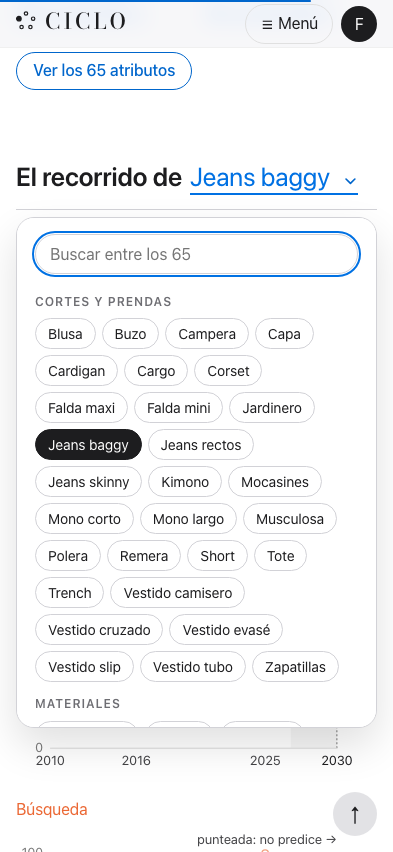 CICLO
Menú
F
Ver los 65 atributos
El recorrido de Jeans baggy
Buscar entre los 65
CORTES Y PRENDAS
Blusa Buzo Campera Capa
Cardigan Cargo Corset
Falda maxi Falda mini Jardinero
Jeans baggy Jeans rectos
Jeans skinny Kimono Mocasines
Mono corto Mono largo Musculosa
Polera Remera Short Tote
Trench Vestido camisero
Vestido cruzado Vestido evasé
Vestido slip Vestido tubo Zapatillas
MATERIALES
0
2010 2016 2025 2030
Búsqueda
punteada: no predice →
100